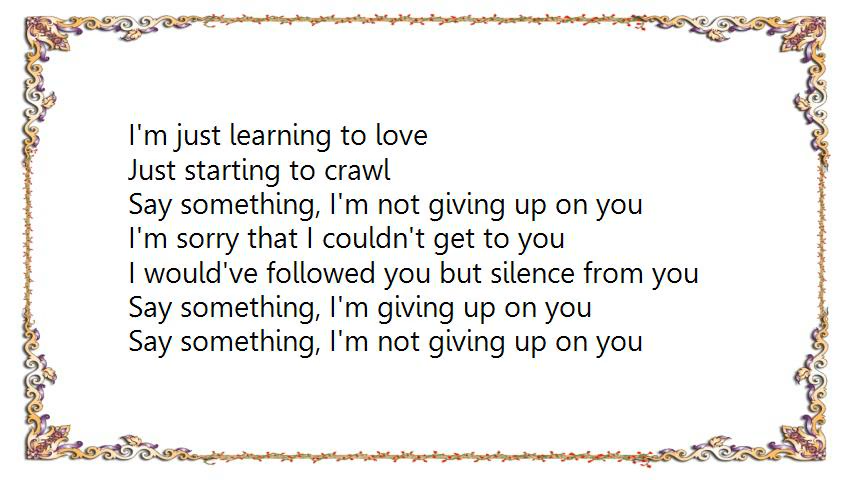 I'm just learning to love
Just starting to crawl
Say something, I'm not giving up on you
I'm sorry that I couldn't get to you
I would've followed you but silence from you
Say something, I'm giving up on you
Say something, I'm not giving up on you